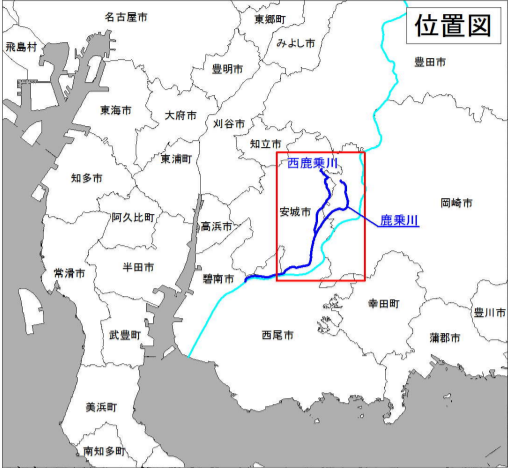 位置図
名古屋市
東郷町
飛島村
みよし市
豊明市
豊田市
東海市
大府市
刈谷市
知立市
東浦町
西鹿乗川
知多市
岡崎市
安城市
阿久比町
高浜市
鹿乗川
半田市
常滑市
碧南市
幸田町
豊川市
武豊町
西尾市
蒲郡市
美浜町
南知多町